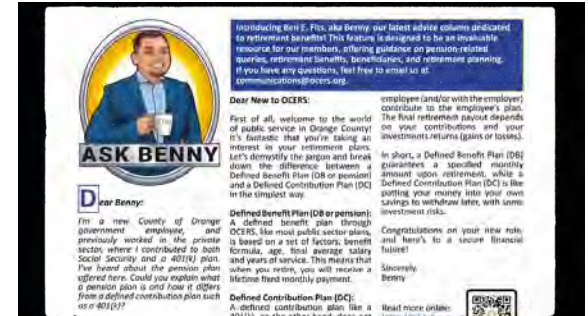 Introducing Ben E. Fits, aka Benny, our latest advice column dedicated
to retirement benefits! This feature is designed to be an invaluable
resource for our members, offering guidance on pension-related
queries, retirement benefits, beneficiaries, and retirement planning.
If you have any questions, feel free to email us at
communications@ocers.org.
ASK BENNY
Dear Benny:
I'm a new County of Orange
government employee, and
previously worked in the private
sector, where I contributed to both
Social Security and a 401(k) plan.
I've heard about the pension plan
offered here. Could you explain what
a pension plan is and how it differs
from a defined contribution plan such
as a 401(k)?
Dear New to OCERS:
First of all, welcome to the world
of public service in Orange County!
It's fantastic that you're taking an
interest in your retirement plans.
Let's demystify the jargon and break
down the difference between a
Defined Benefit Plan (DB or pension)
and a Defined Contribution Plan (DC)
in the simplest way.
Defined Benefit Plan (DB or pension):
A defined benefit plan through
OCERS, like most public sector plans,
is based on a set of factors: benefit
formula, age, final average salary
and years of service. This means that
when you retire, you will receive a
lifetime fixed monthly payment.
Defined Contribution Plan (DC):
A defined contribution plan like a
401(k), on the other hand, does not
employee (and/or with the employer)
contribute to the employee's plan.
The final retirement payout depends
on your contributions and your
investments returns (gains or losses).
In short, a Defined Benefit Plan (DB)
guarantees a specified monthly
amount upon retirement, while a
Defined Contribution Plan (DC) is like
putting your money into your own
savings to withdraw later, with some
investment risks.
Congratulations on your new role,
and here's to a secure financial
future!
Sincerely,
Benny
Read more online: